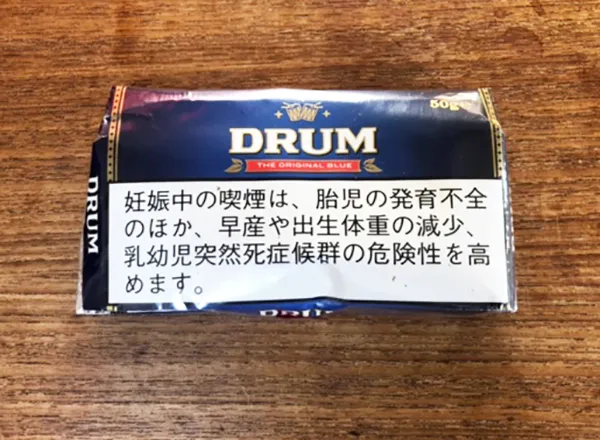 50g
DRUM
THE ORIGINAL BLUE
DRUM
妊娠中の喫煙は、胎児の発育不全
のほか、早産や出生体重の減少、
乳幼児突然死症候群の危険性を高
めます。